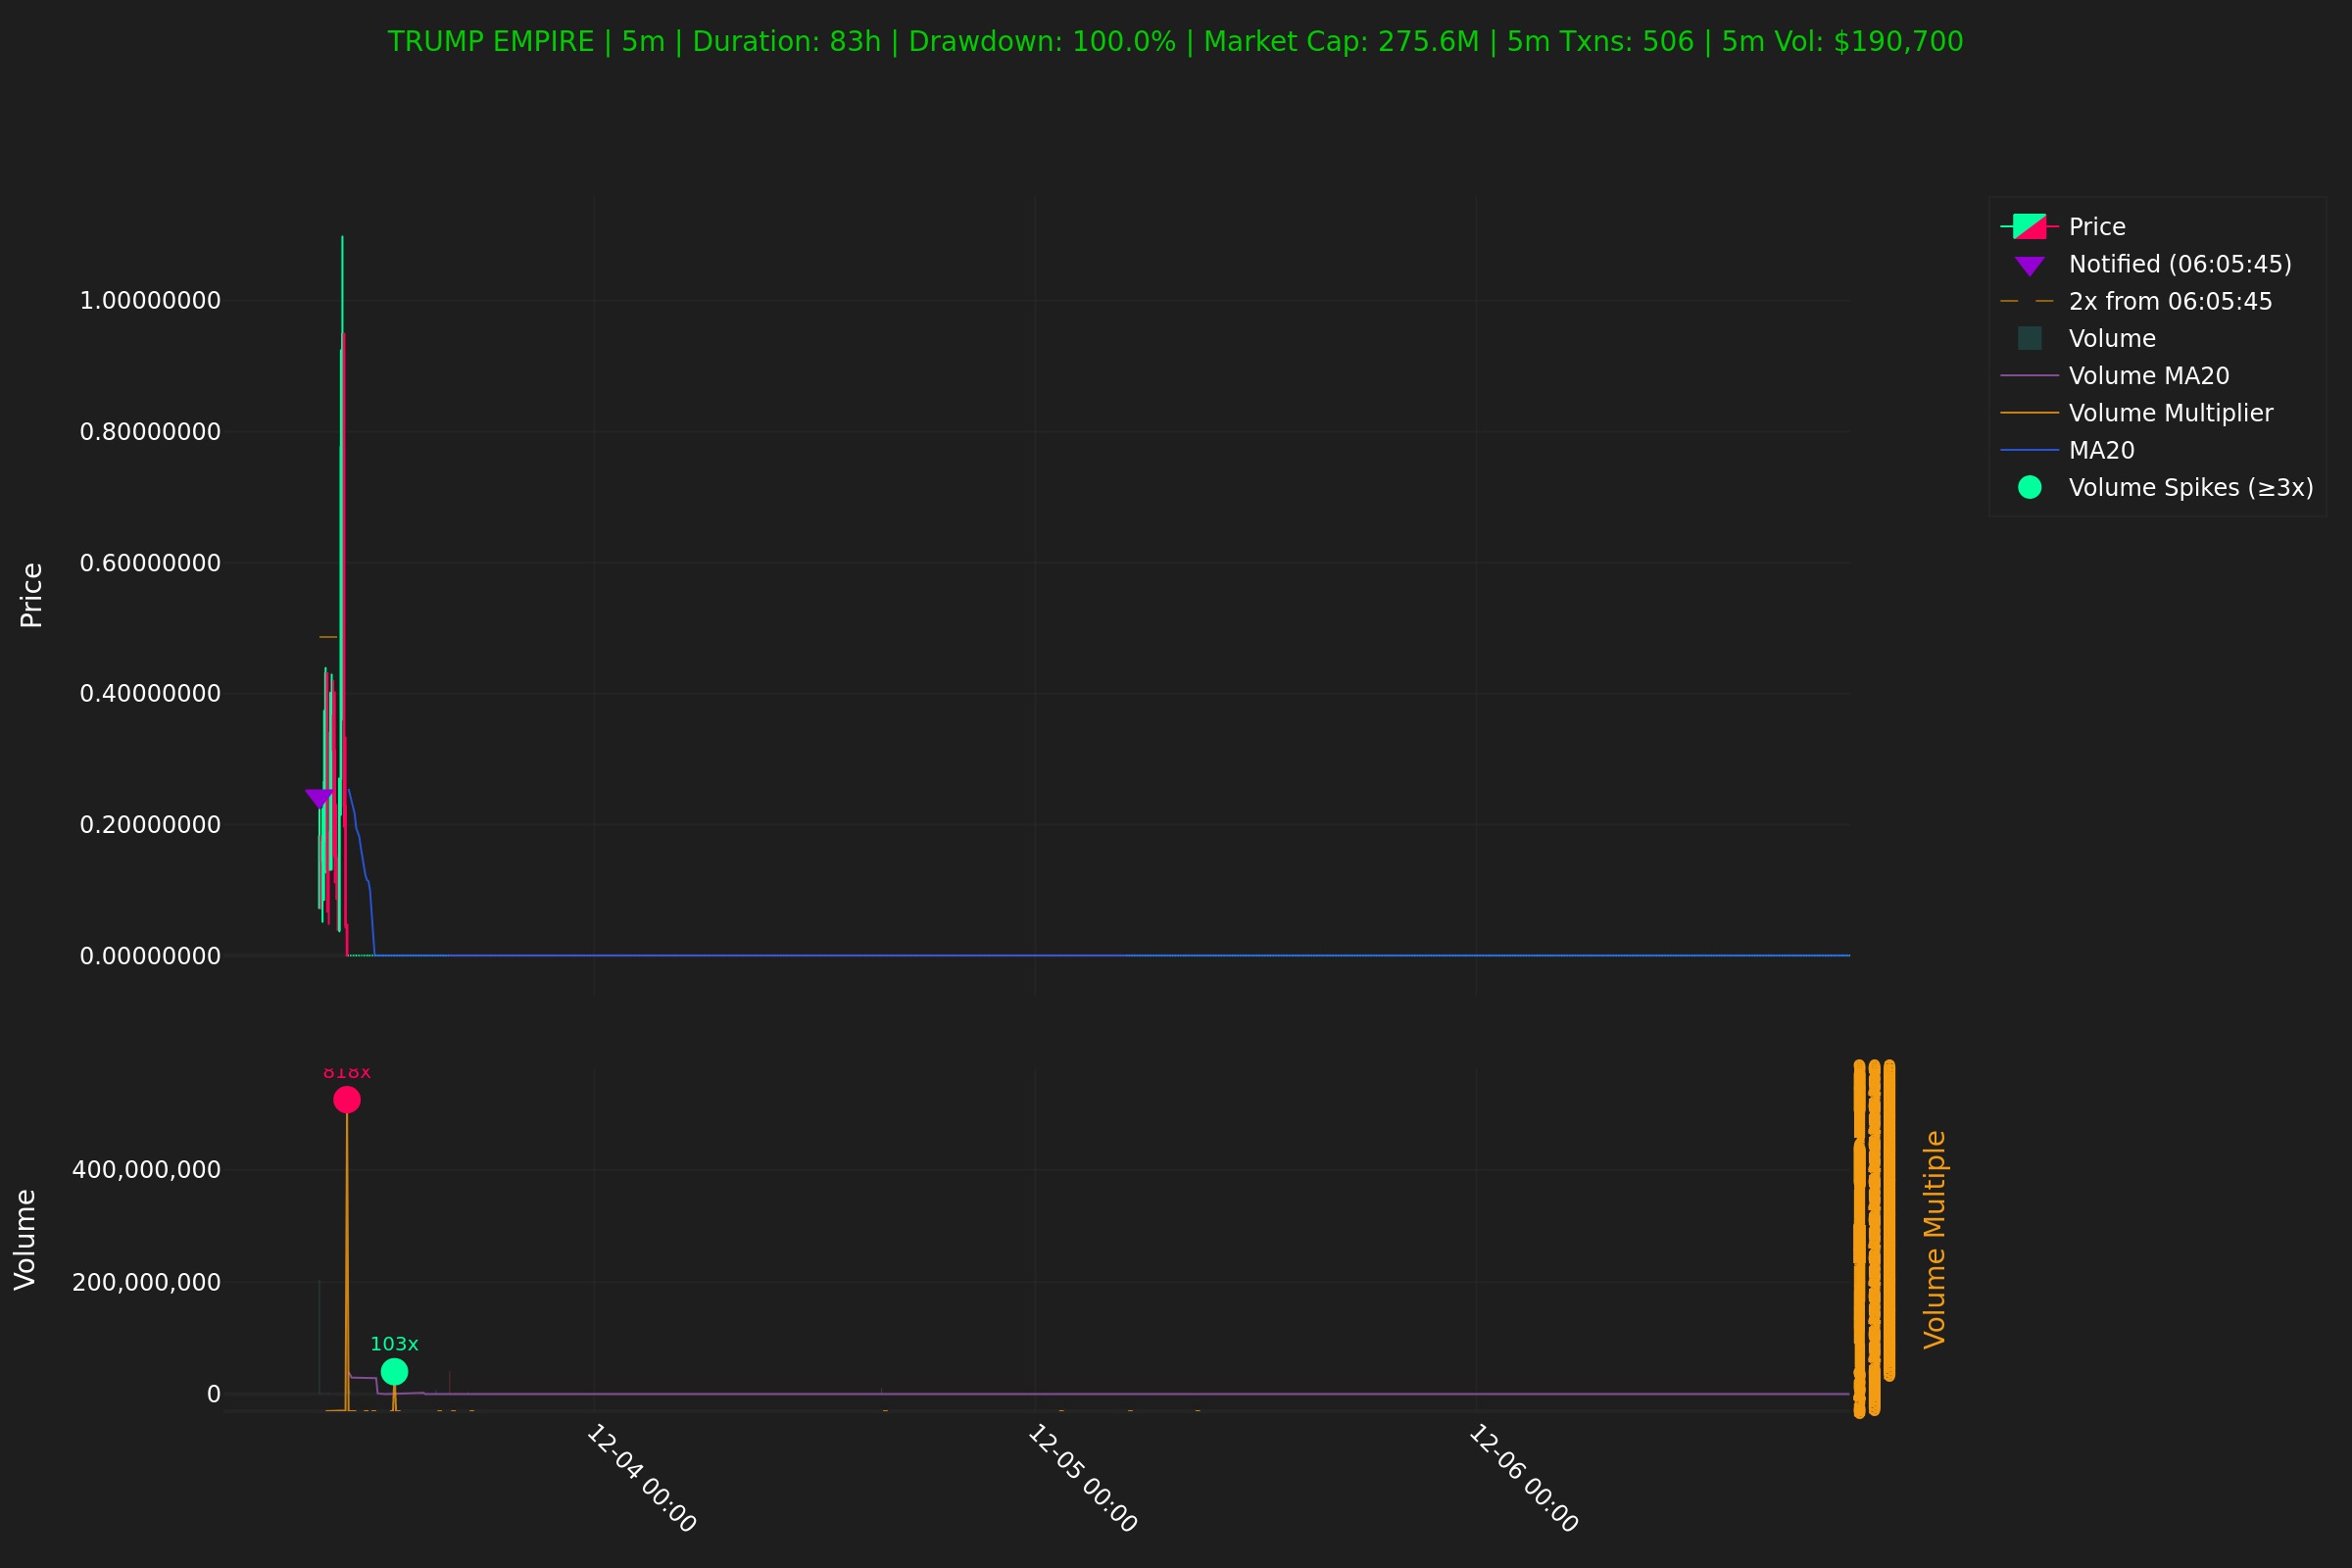 TRUMP EMPIRE | 5m | Duration: 83h | Drawdown: 100.0% | Market Cap: 275.6M | 5m Txns: 506 | 5m Vol: $190,700
Price
Notified (06:05:45)
2x from 06:05:45
Volume
Volume MA20
Volume Multiplier
MA20
Volume Spikes (≥3x)
Price
1.00000000
0.80000000
0.60000000
0.40000000
0.20000000
0.00000000
818x
103x
Volume
400,000,000
200,000,000
0
Volume Multiple
12-04 00:00
12-05 00:00
12-06 00:00